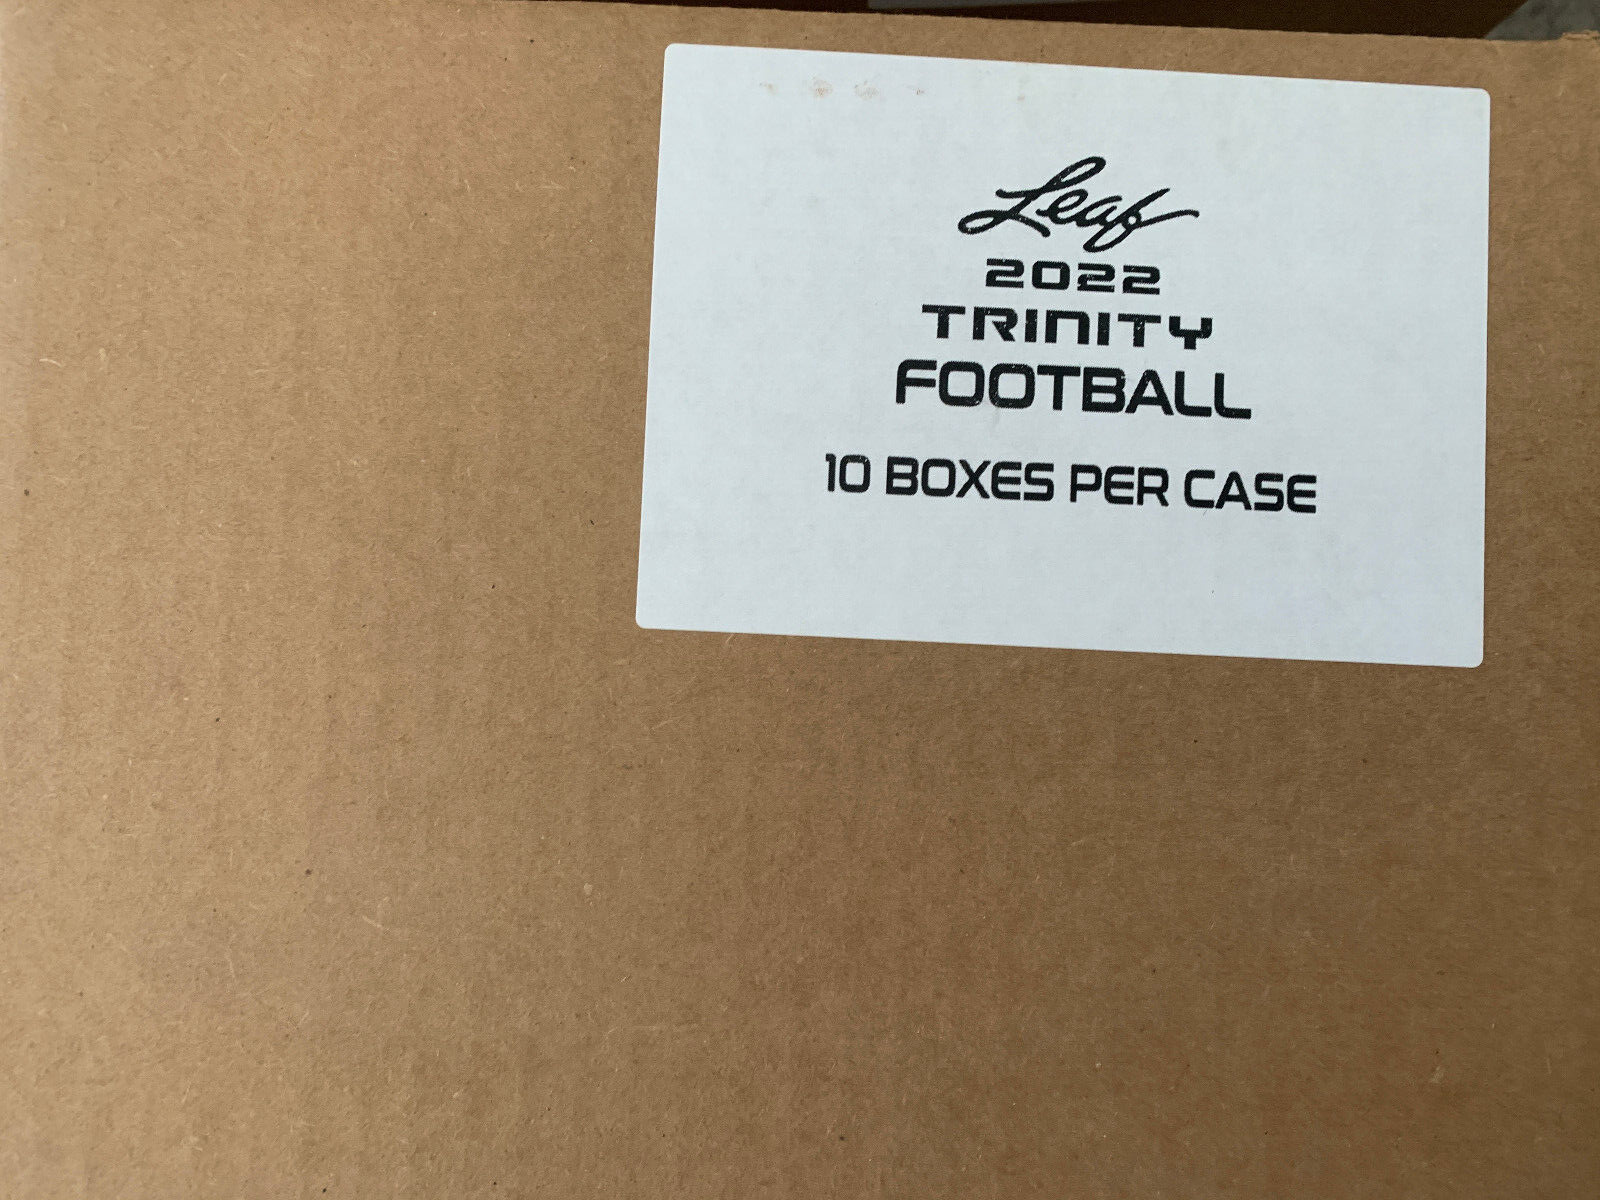 Leaf
2022
TRINITY
FOOTBALL
10 BOXES PER CASE